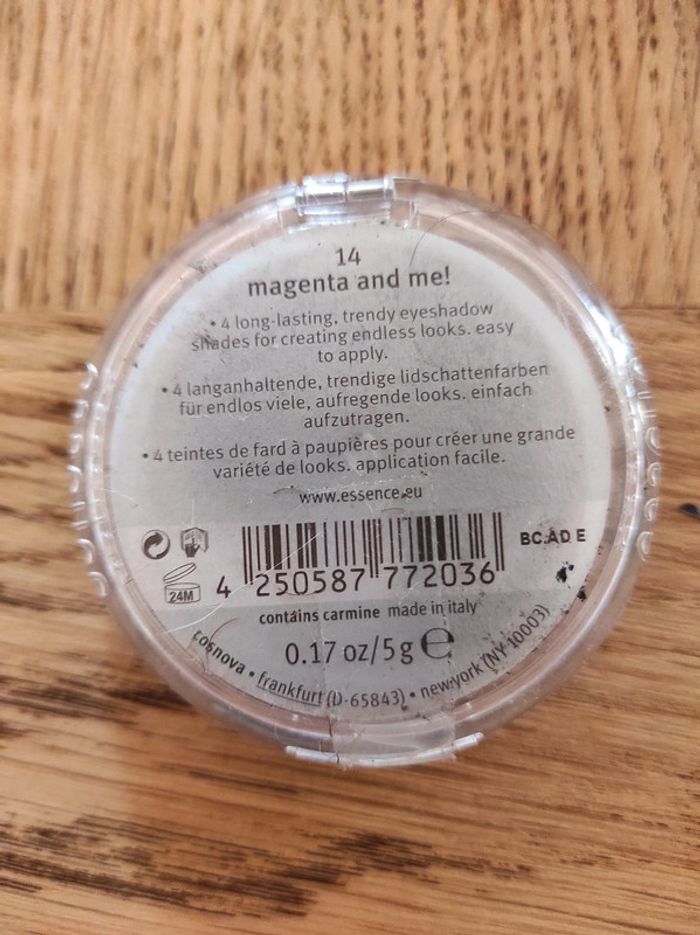 14
magenta and me!
• 4 long-lasting, trendy eyeshadow
shades for creating endless looks. easy
to apply.
• 4 langanhaltende, trendige lidschattenfarben
für endlos viele, aufregende looks. einfach
aufzutragen.
• 4 teintes de fard à paupières pour créer une grande
variété de looks. application facile.
www.essence.eu
BC.AD E
24M
4 250587 772036
contains carmine made in italy
0.17 oz/5g e
cosnova • frankfurt (D-65843) • new york (NY 10003)